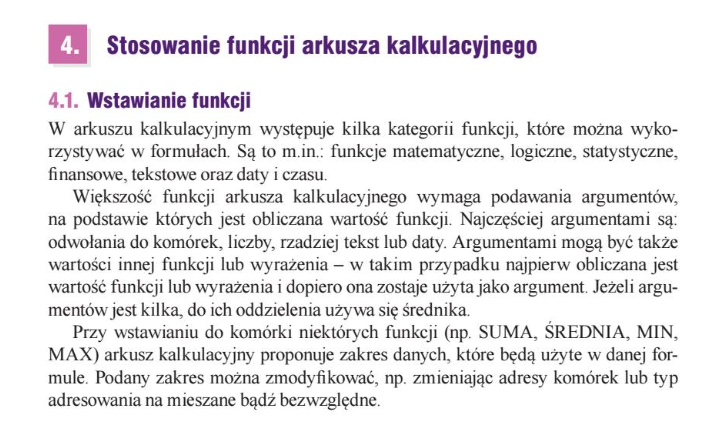 4. Stosowanie funkcji arkusza kalkulacyjnego
4.1. Wstawianie funkcji
W arkuszu kalkulacyjnym występuje kilka kategorii funkcji, które można wyko-
rzystywać w formułach. Są to m.in.: funkcje matematyczne, logiczne, statystyczne,
finansowe, tekstowe oraz daty i czasu.
Większość funkcji arkusza kalkulacyjnego wymaga podawania argumentów,
na podstawie których jest obliczana wartość funkcji. Najczęściej argumentami są:
odwołania do komórek, liczby, rzadziej tekst lub daty. Argumentami mogą być także
wartości innej funkcji lub wyrażenia – w takim przypadku najpierw obliczana jest
wartość funkcji lub wyrażenia i dopiero ona zostaje użyta jako argument. Jeżeli argu-
mentów jest kilka, do ich oddzielenia używa się średnika.
Przy wstawianiu do komórki niektórych funkcji (np. SUMA, ŚREDNIA, MIN,
MAX) arkusz kalkulacyjny proponuje zakres danych, które będą użyte w danej for-
mule. Podany zakres można zmodyfikować, np. zmieniając adresy komórek lub typ
adresowania na mieszane bądź bezwzględne.